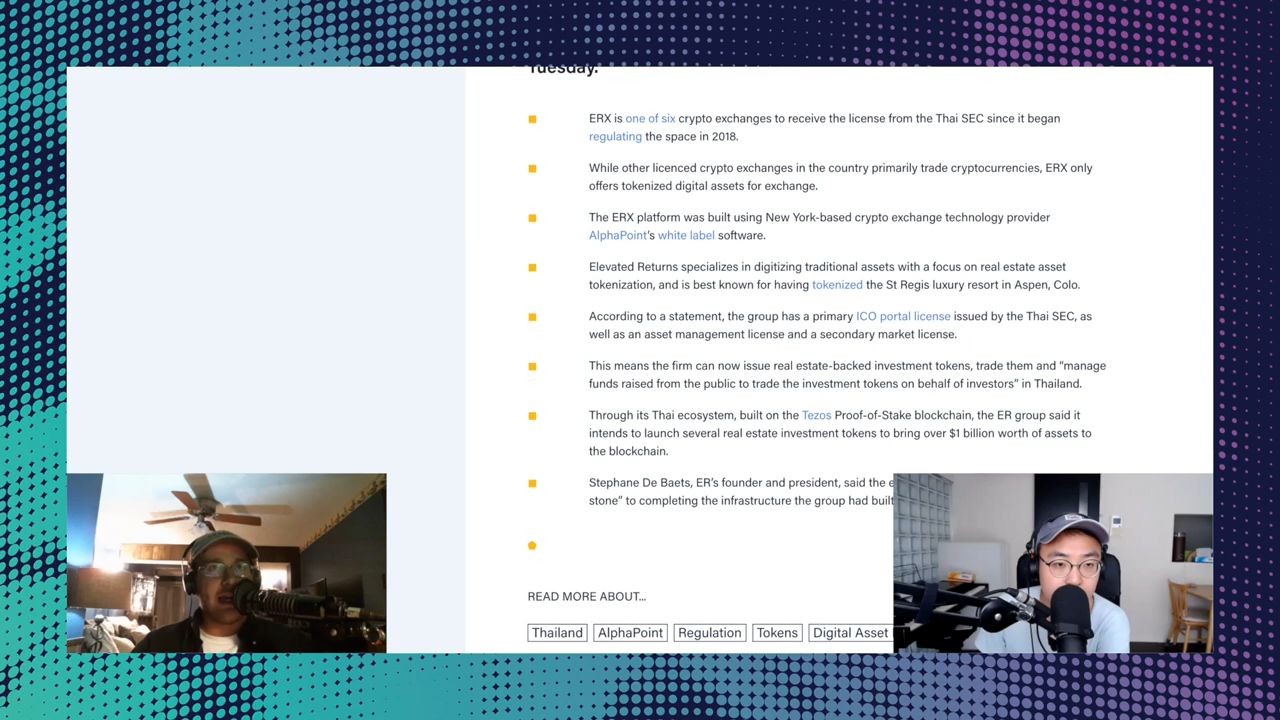 Tuesday.
ERX is one of six crypto exchanges to receive the license from the Thai SEC since it began
regulating the space in 2018.
While other licenced crypto exchanges in the country primarily trade cryptocurrencies, ERX only
offers tokenized digital assets for exchange.
The ERX platform was built using New York-based crypto exchange technology provider
AlphaPoint’s white label software.
Elevated Returns specializes in digitizing traditional assets with a focus on real estate asset
tokenization, and is best known for having tokenized the St Regis luxury resort in Aspen, Colo.
According to a statement, the group has a primary ICO portal license issued by the Thai SEC, as
well as an asset management license and a secondary market license.
This means the firm can now issue real estate-backed investment tokens, trade them and “manage
funds raised from the public to trade the investment tokens on behalf of investors” in Thailand.
Through its Thai ecosystem, built on the Tezos Proof-of-Stake blockchain, the ER group said it
intends to launch several real estate investment tokens to bring over $1 billion worth of assets to
the blockchain.
Stephane De Baets, ER’s founder and president, said the
stone” to completing the infrastructure the group had built
READ MORE ABOUT...
Thailand AlphaPoint Regulation Tokens Digital Asset